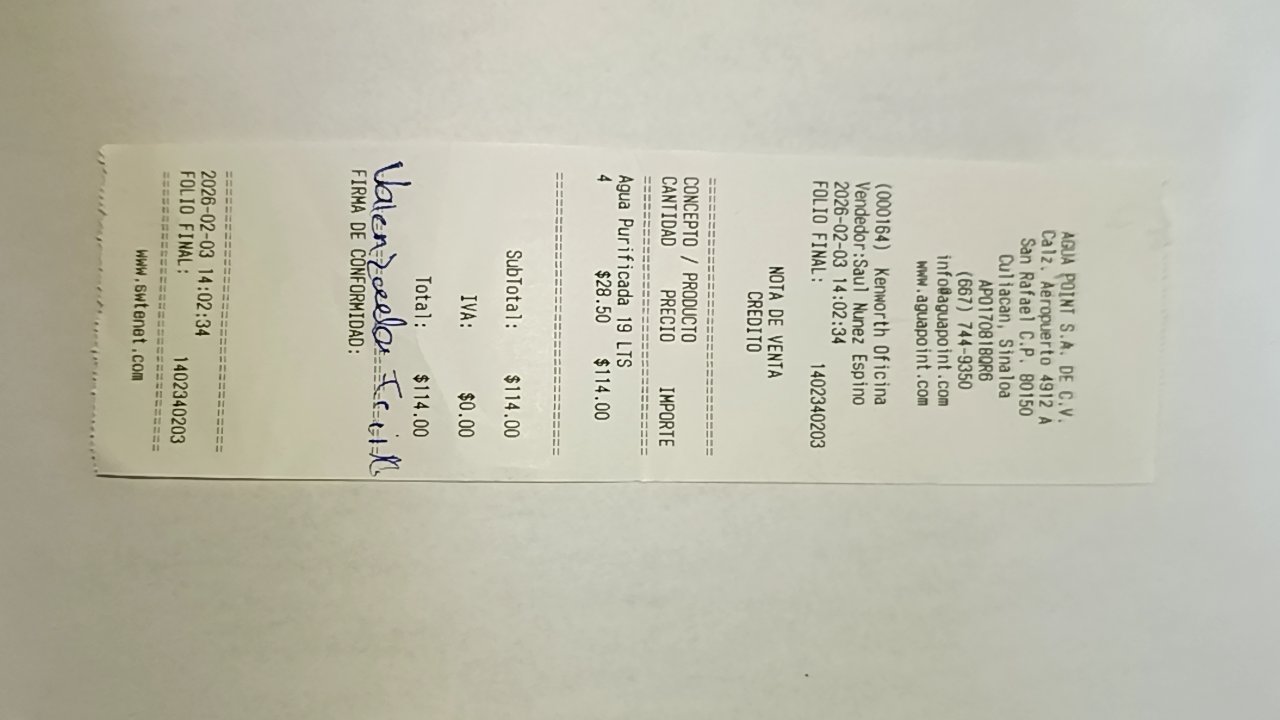 AGUA POINT S.A. DE C.V.
Calz. Aeropuerto 4912 A
San Rafael C.P. 80150
Culiacan, Sinaloa
APO170818QR6
(667) 744-9350
info@aguapoint.com
www.aguapoint.com
(000164) Kenworth Oficina
Vendedor:Saul Nunez Espino
2026-02-03 14:02:34
FOLIO FINAL: 1402340203
NOTA DE VENTA
CREDITO
==============================
CONCEPTO / PRODUCTO
CANTIDAD PRECIO IMPORTE
==============================
Agua Purificada 19 LTS
4 $28.50 $114.00
==============================
SubTotal: $114.00
IVA: $0.00
Total: $114.00
Valenzuela
FIRMA DE CONFORMIDAD:
==============================
2026-02-03 14:02:34
FOLIO FINAL: 1402340203
==============================
www.swtenet.com